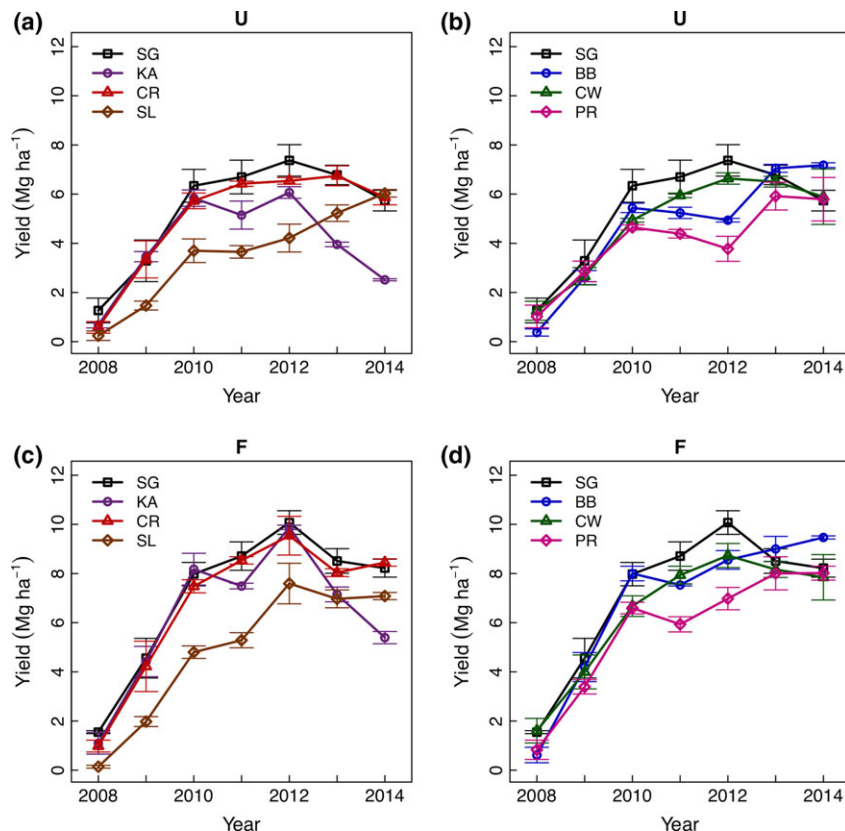 (a)
U
12
10
8
6
4
2
0
Yield (Mg ha⁻¹)
SG
KA
CR
SL
2008 2010 2012 2014
Year
(b)
U
12
10
8
6
4
2
0
Yield (Mg ha⁻¹)
SG
BB
CW
PR
2008 2010 2012 2014
Year
(c)
F
12
10
8
6
4
2
0
Yield (Mg ha⁻¹)
SG
KA
CR
SL
2008 2010 2012 2014
Year
(d)
F
12
10
8
6
4
2
0
Yield (Mg ha⁻¹)
SG
BB
CW
PR
2008 2010 2012 2014
Year